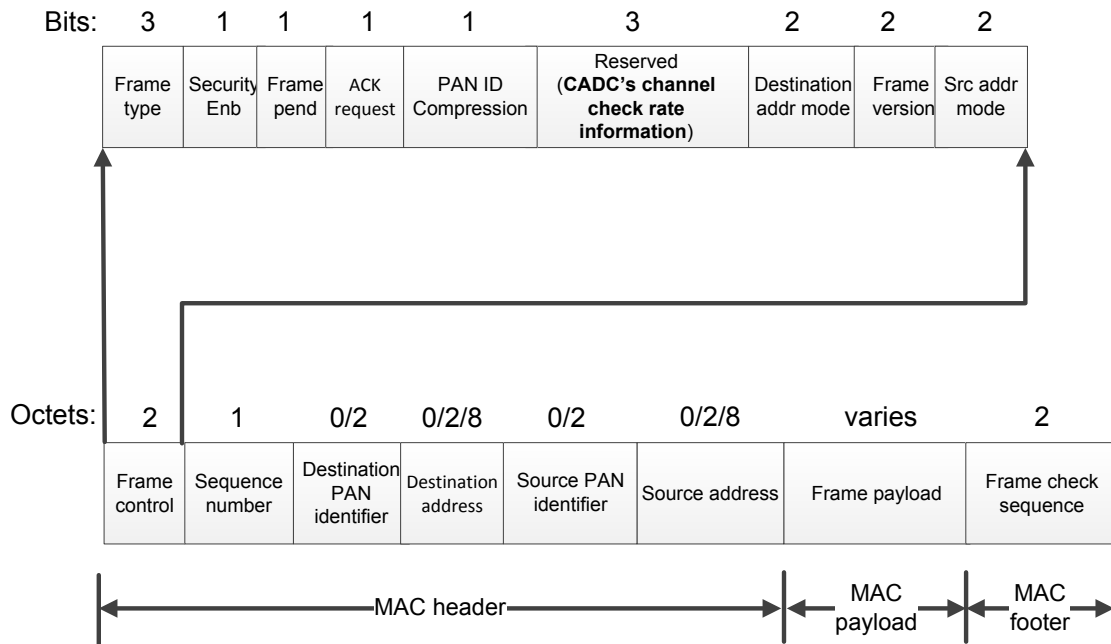 Bits: 3 1 1 1 1 3 2 2 2
Frame type
Security Enb
Frame pend
ACK request
PAN ID Compression
Reserved (CADC's channel check rate information)
Destination addr mode
Frame version
Src addr mode
Octets: 2 1 0/2 0/2/8 0/2 0/2/8 varies 2
Frame control
Sequence number
Destination PAN identifier
Destination address
Source PAN identifier
Source address
Frame payload
Frame check sequence
MAC header
MAC payload
MAC footer